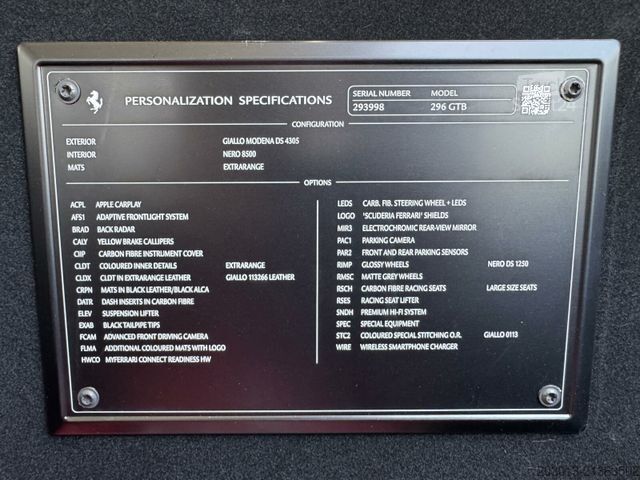 PERSONALIZATION SPECIFICATIONS
SERIAL NUMBER MODEL
293998 296 GTB
CONFIGURATION
EXTERIOR GIALLO MODENA DS 4305
INTERIOR NERO 8500
MATS EXTRARANGE
OPTIONS
ACPL APPLE CARPLAY
AFS1 ADAPTIVE FRONTLIGHT SYSTEM
BRAD BACK RADAR
CALY YELLOW BRAKE CALLIPERS
CIIP CARBON FIBRE INSTRUMENT COVER
CLDT COLOURED INNER DETAILS EXTRARANGE
CLDX CLDT IN EXTRARANGE LEATHER GIALLO 113266 LEATHER
CRPN MATS IN BLACK LEATHER/BLACK ALCA
DATR DASH INSERTS IN CARBON FIBRE
ELEV SUSPENSION LIFTER
EXAB BLACK TAILPIPE TIPS
FCAM ADVANCED FRONT DRIVING CAMERA
FLMA ADDITIONAL COLOURED MATS WITH LOGO
HWCO MYFERRARI CONNECT READINESS HW
LEDS CARB. FIB. STEERING WHEEL + LEDS
LOGO 'SCUDERIA FERRARI' SHIELDS
MIR3 ELECTROCHROMIC REAR-VIEW MIRROR
PAC1 PARKING CAMERA
PAR2 FRONT AND REAR PARKING SENSORS
RIMP GLOSSY WHEELS NERO DS 1250
RMSC MATTE GREY WHEELS
RSCH CARBON FIBRE RACING SEATS LARGE SIZE SEATS
RSES RACING SEAT LIFTER
SNDH PREMIUM HI-FI SYSTEM
SPEC SPECIAL EQUIPMENT
STC2 COLOURED SPECIAL STITCHING O.R. GIALLO 0113
WIRE WIRELESS SMARTPHONE CHARGER